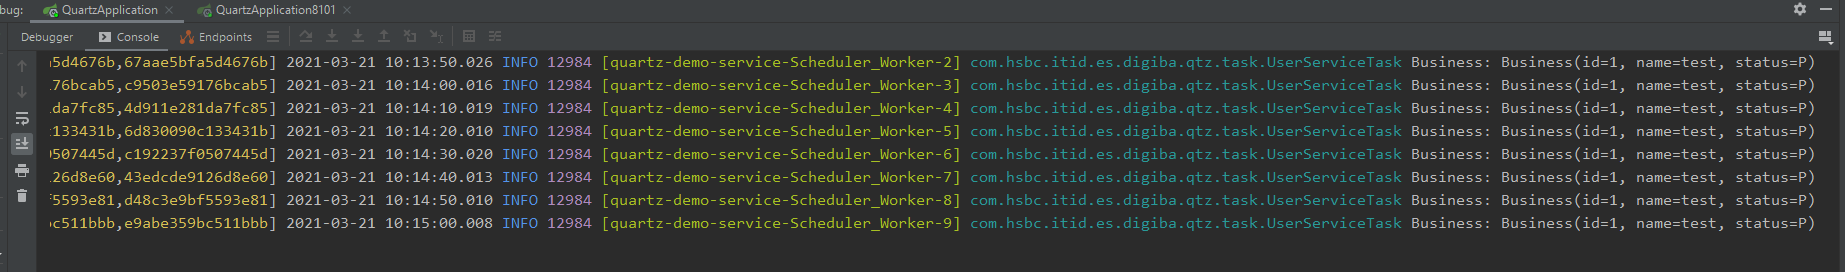 bug: QuartzApplication QuartzApplication8101
Debugger Console Endpoints
a5d4676b,67aae5bfa5d4676b] 2021-03-21 10:13:50.026 INFO 12984 [quartz-demo-service-Scheduler_Worker-2] com.hsbc.itid.es.digiba.qtz.task.UserServiceTask Business: Business(id=1, name=test, status=P)
176bcab5,c9503e59176bcab5] 2021-03-21 10:14:00.016 INFO 12984 [quartz-demo-service-Scheduler_Worker-3] com.hsbc.itid.es.digiba.qtz.task.UserServiceTask Business: Business(id=1, name=test, status=P)
1da7fc85,4d911e281da7fc85] 2021-03-21 10:14:10.019 INFO 12984 [quartz-demo-service-Scheduler_Worker-4] com.hsbc.itid.es.digiba.qtz.task.UserServiceTask Business: Business(id=1, name=test, status=P)
c133431b,6d830090c133431b] 2021-03-21 10:14:20.010 INFO 12984 [quartz-demo-service-Scheduler_Worker-5] com.hsbc.itid.es.digiba.qtz.task.UserServiceTask Business: Business(id=1, name=test, status=P)
0507445d,c192237f0507445d] 2021-03-21 10:14:30.020 INFO 12984 [quartz-demo-service-Scheduler_Worker-6] com.hsbc.itid.es.digiba.qtz.task.UserServiceTask Business: Business(id=1, name=test, status=P)
126d8e60,43edcde9126d8e60] 2021-03-21 10:14:40.013 INFO 12984 [quartz-demo-service-Scheduler_Worker-7] com.hsbc.itid.es.digiba.qtz.task.UserServiceTask Business: Business(id=1, name=test, status=P)
f5593e81,d48c3e9bf5593e81] 2021-03-21 10:14:50.010 INFO 12984 [quartz-demo-service-Scheduler_Worker-8] com.hsbc.itid.es.digiba.qtz.task.UserServiceTask Business: Business(id=1, name=test, status=P)
bc511bbb,e9abe359bc511bbb] 2021-03-21 10:15:00.008 INFO 12984 [quartz-demo-service-Scheduler_Worker-9] com.hsbc.itid.es.digiba.qtz.task.UserServiceTask Business: Business(id=1, name=test, status=P)